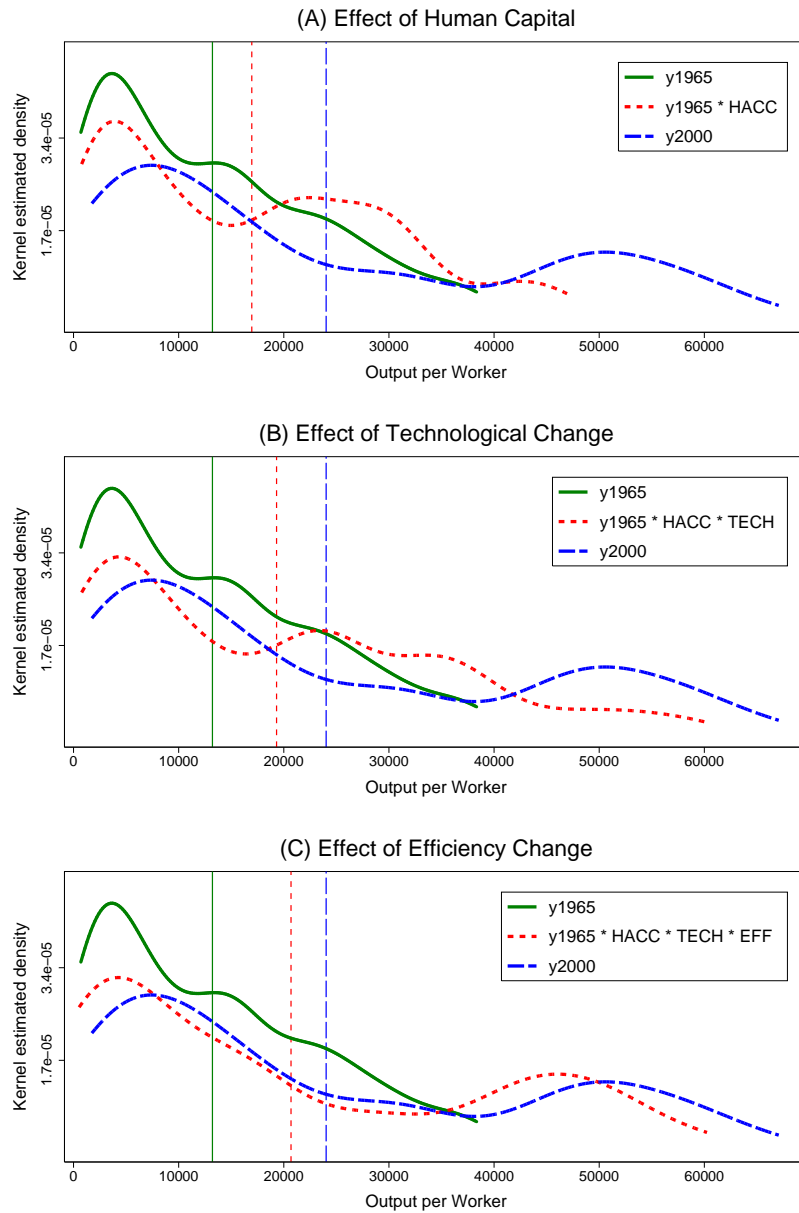 (A) Effect of Human Capital
Kernel estimated density
3.4e-05
1.7e-05
y1965
y1965 * HACC
y2000
0 10000 20000 30000 40000 50000 60000
Output per Worker
(B) Effect of Technological Change
Kernel estimated density
3.4e-05
1.7e-05
y1965
y1965 * HACC * TECH
y2000
0 10000 20000 30000 40000 50000 60000
Output per Worker
(C) Effect of Efficiency Change
Kernel estimated density
3.4e-05
1.7e-05
y1965
y1965 * HACC * TECH * EFF
y2000
0 10000 20000 30000 40000 50000 60000
Output per Worker